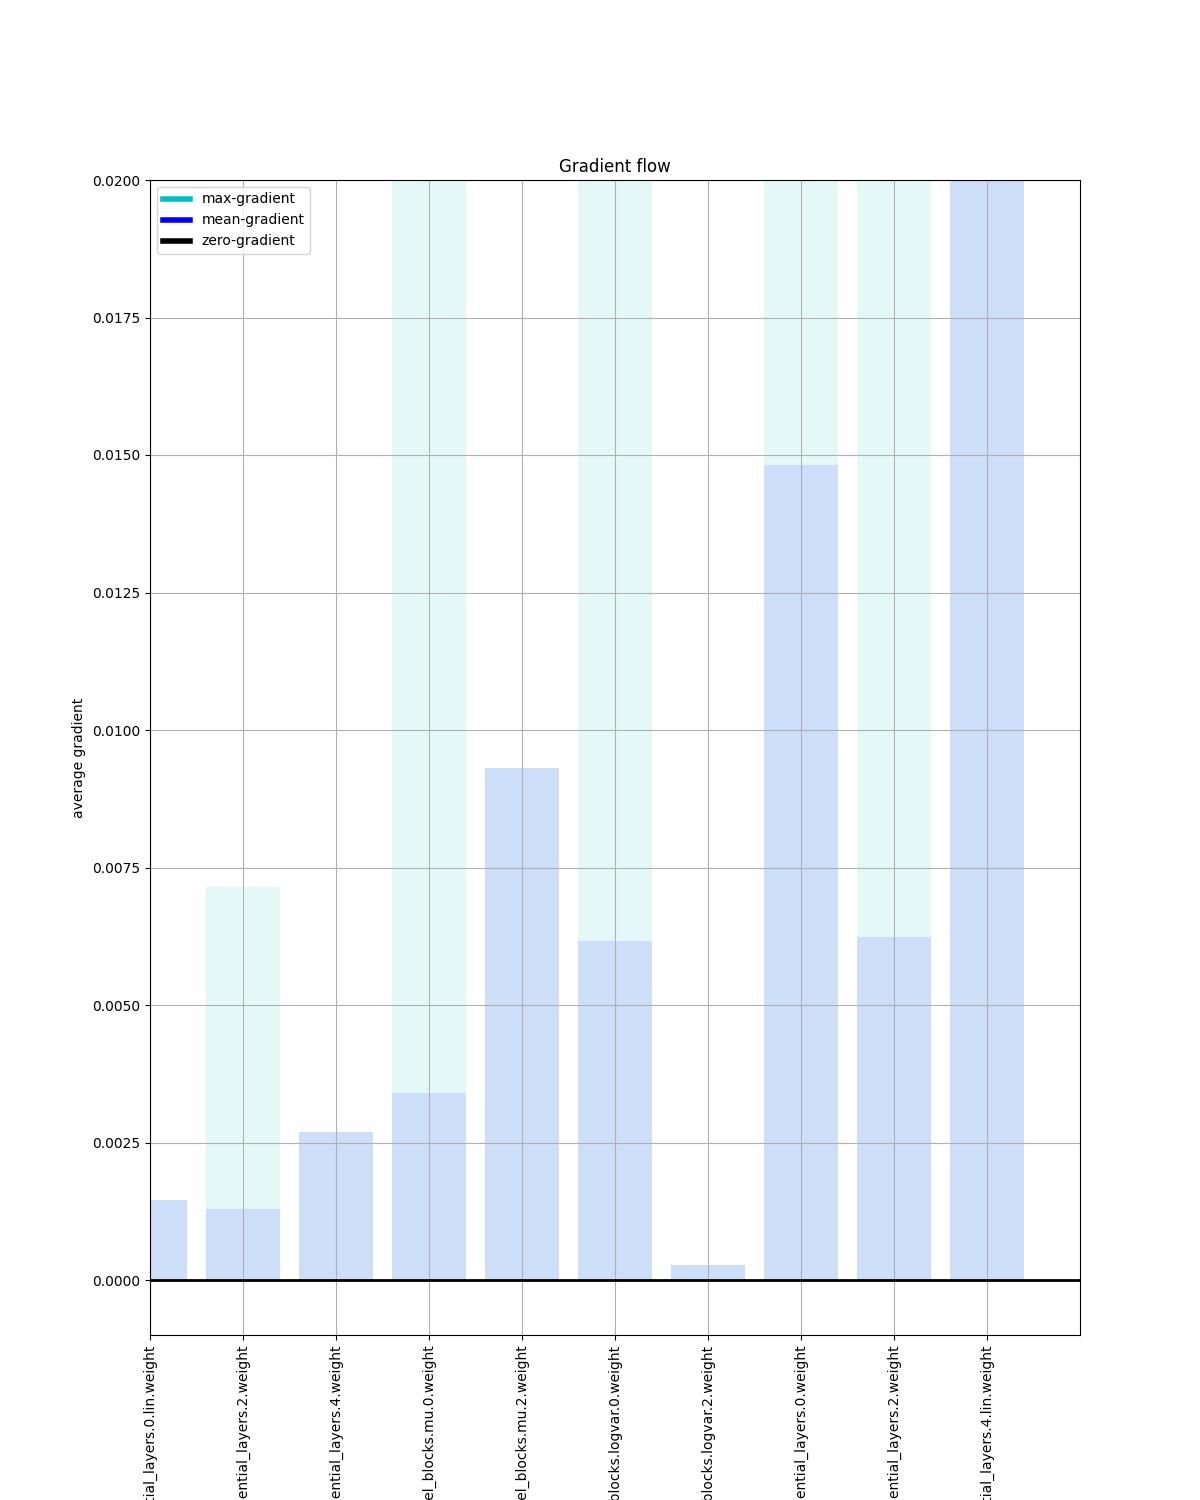 Gradient flow
max-gradient
mean-gradient
zero-gradient
0.0200
0.0175
0.0150
0.0125
0.0100
0.0075
0.0050
0.0025
0.0000
average gradient
tial_layers.0.lin.weight
ential_layers.2.weight
ential_layers.4.weight
el_blocks.mu.0.weight
el_blocks.mu.2.weight
blocks.logvar.0.weight
blocks.logvar.2.weight
ential_layers.0.weight
ential_layers.2.weight
tial_layers.4.lin.weight